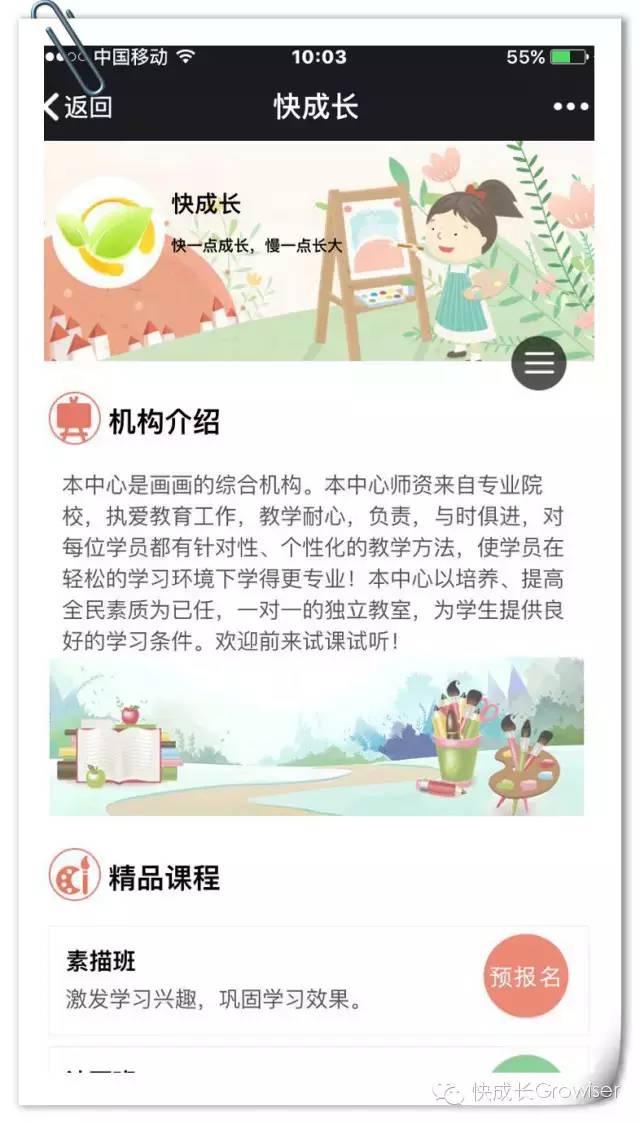 中国移动
10:03
55%
返回
快成长
快成长
快一点成长，慢一点长大
机构介绍
本中心是画画的综合机构。本中心师资来自专业院
校，执爱教育工作，教学耐心，负责，与时俱进，对
每位学员都有针对性、个性化的教学方法，使学员在
轻松的学习环境下学得更专业！本中心以培养、提高
全民素质为已任，一对一的独立教室，为学生提供良
好的学习条件。欢迎前来试课试听！
精品课程
素描班
预报名
激发学习兴趣，巩固学习效果。
快成长Growiser